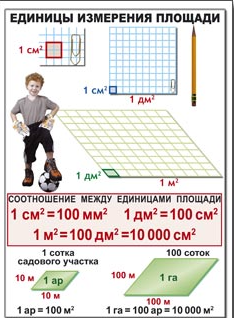 ЕДИНИЦЫ ИЗМЕРЕНИЯ ПЛОЩАДИ
1 см²
1 см²
1 дм²
1 дм²
1 м²
СООТНОШЕНИЕ МЕЖДУ ЕДИНИЦАМИ ПЛОЩАДИ
1 см²=100 мм² 1 дм²=100 см²
1 м²=100 дм²=10 000 см²
1 сотка
садового участка
100 соток
10 м
1 ар
10 м
100 м
1 га
100 м
1 ар=100 м²
1 га=100 ар=10 000 м²